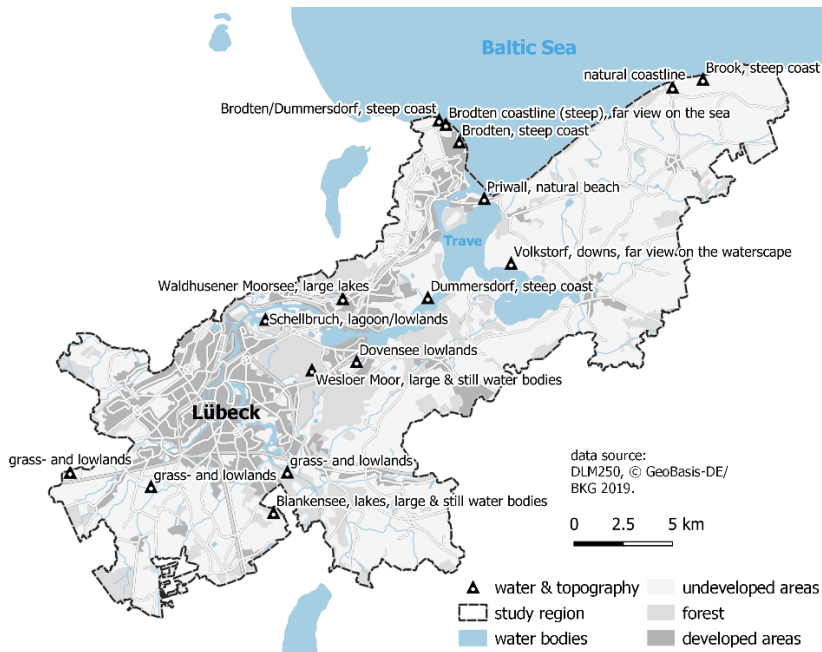 Baltic Sea
natural coastline
Brook, steep coast
Brodten/Dummersdorf, steep coast
Brodten coastline (steep), far view on the sea
Brodten, steep coast
Priwall, natural beach
Trave
Volkstorf, downs, far view on the waterscape
Waldhusener Moorsee, large lakes
Dummersdorf, steep coast
Schellbruch, lagoon/lowlands
Dovensee lowlands
Wesloer Moor, large & still water bodies
Lübeck
grass- and lowlands
grass- and lowlands
grass- and lowlands
Blankensee, lakes, large & still water bodies
data source:
DLM250, © GeoBasis-DE/
BKG 2019.
0 2.5 5 km
water & topography
study region
water bodies
undeveloped areas
forest
developed areas